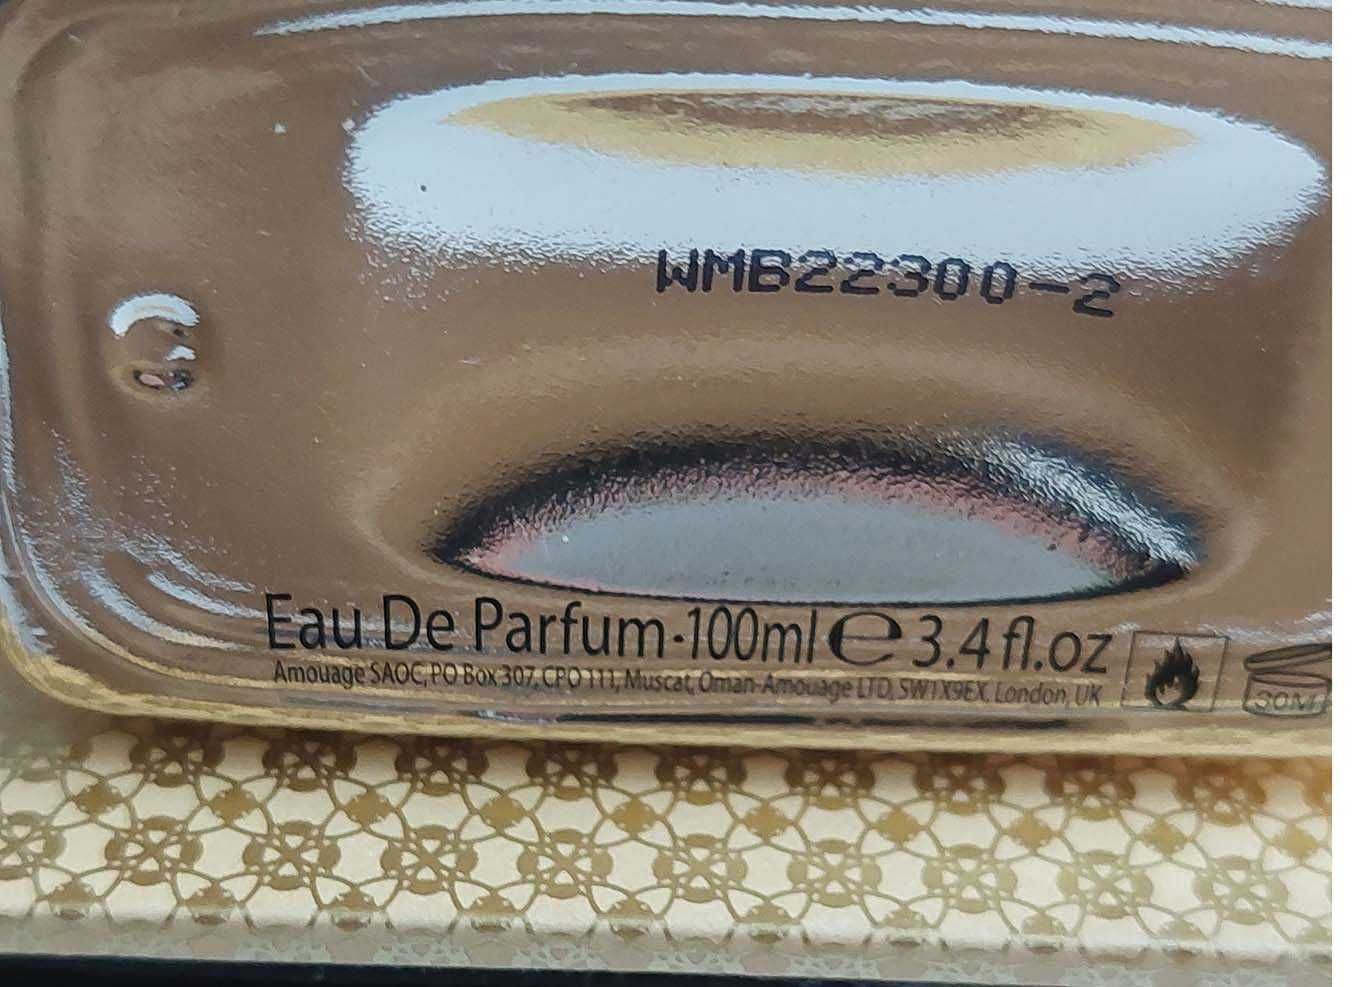 WMB22300-2
Eau De Parfum·100ml ℮ 3.4 fl.oz
Amouage SAOC, PO Box 307, CPO 111, Muscat, Oman-Amouage LTD, SW1X9EX, London, UK
30M